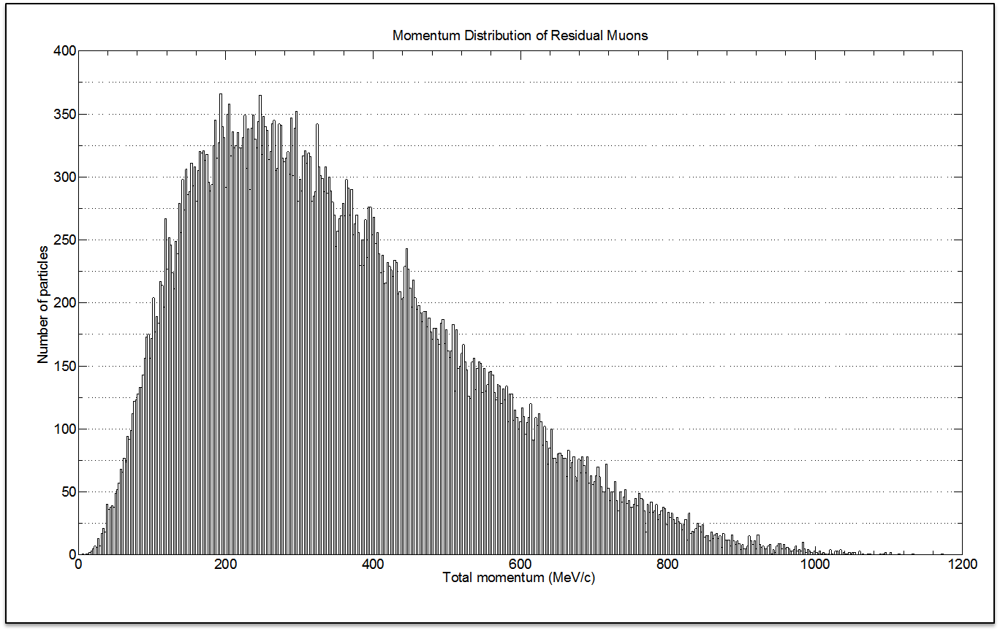 Momentum Distribution of Residual Muons
400
350
300
250
200
150
100
50
0
Number of particles
0 200 400 600 800 1000 1200
Total momentum (MeV/c)